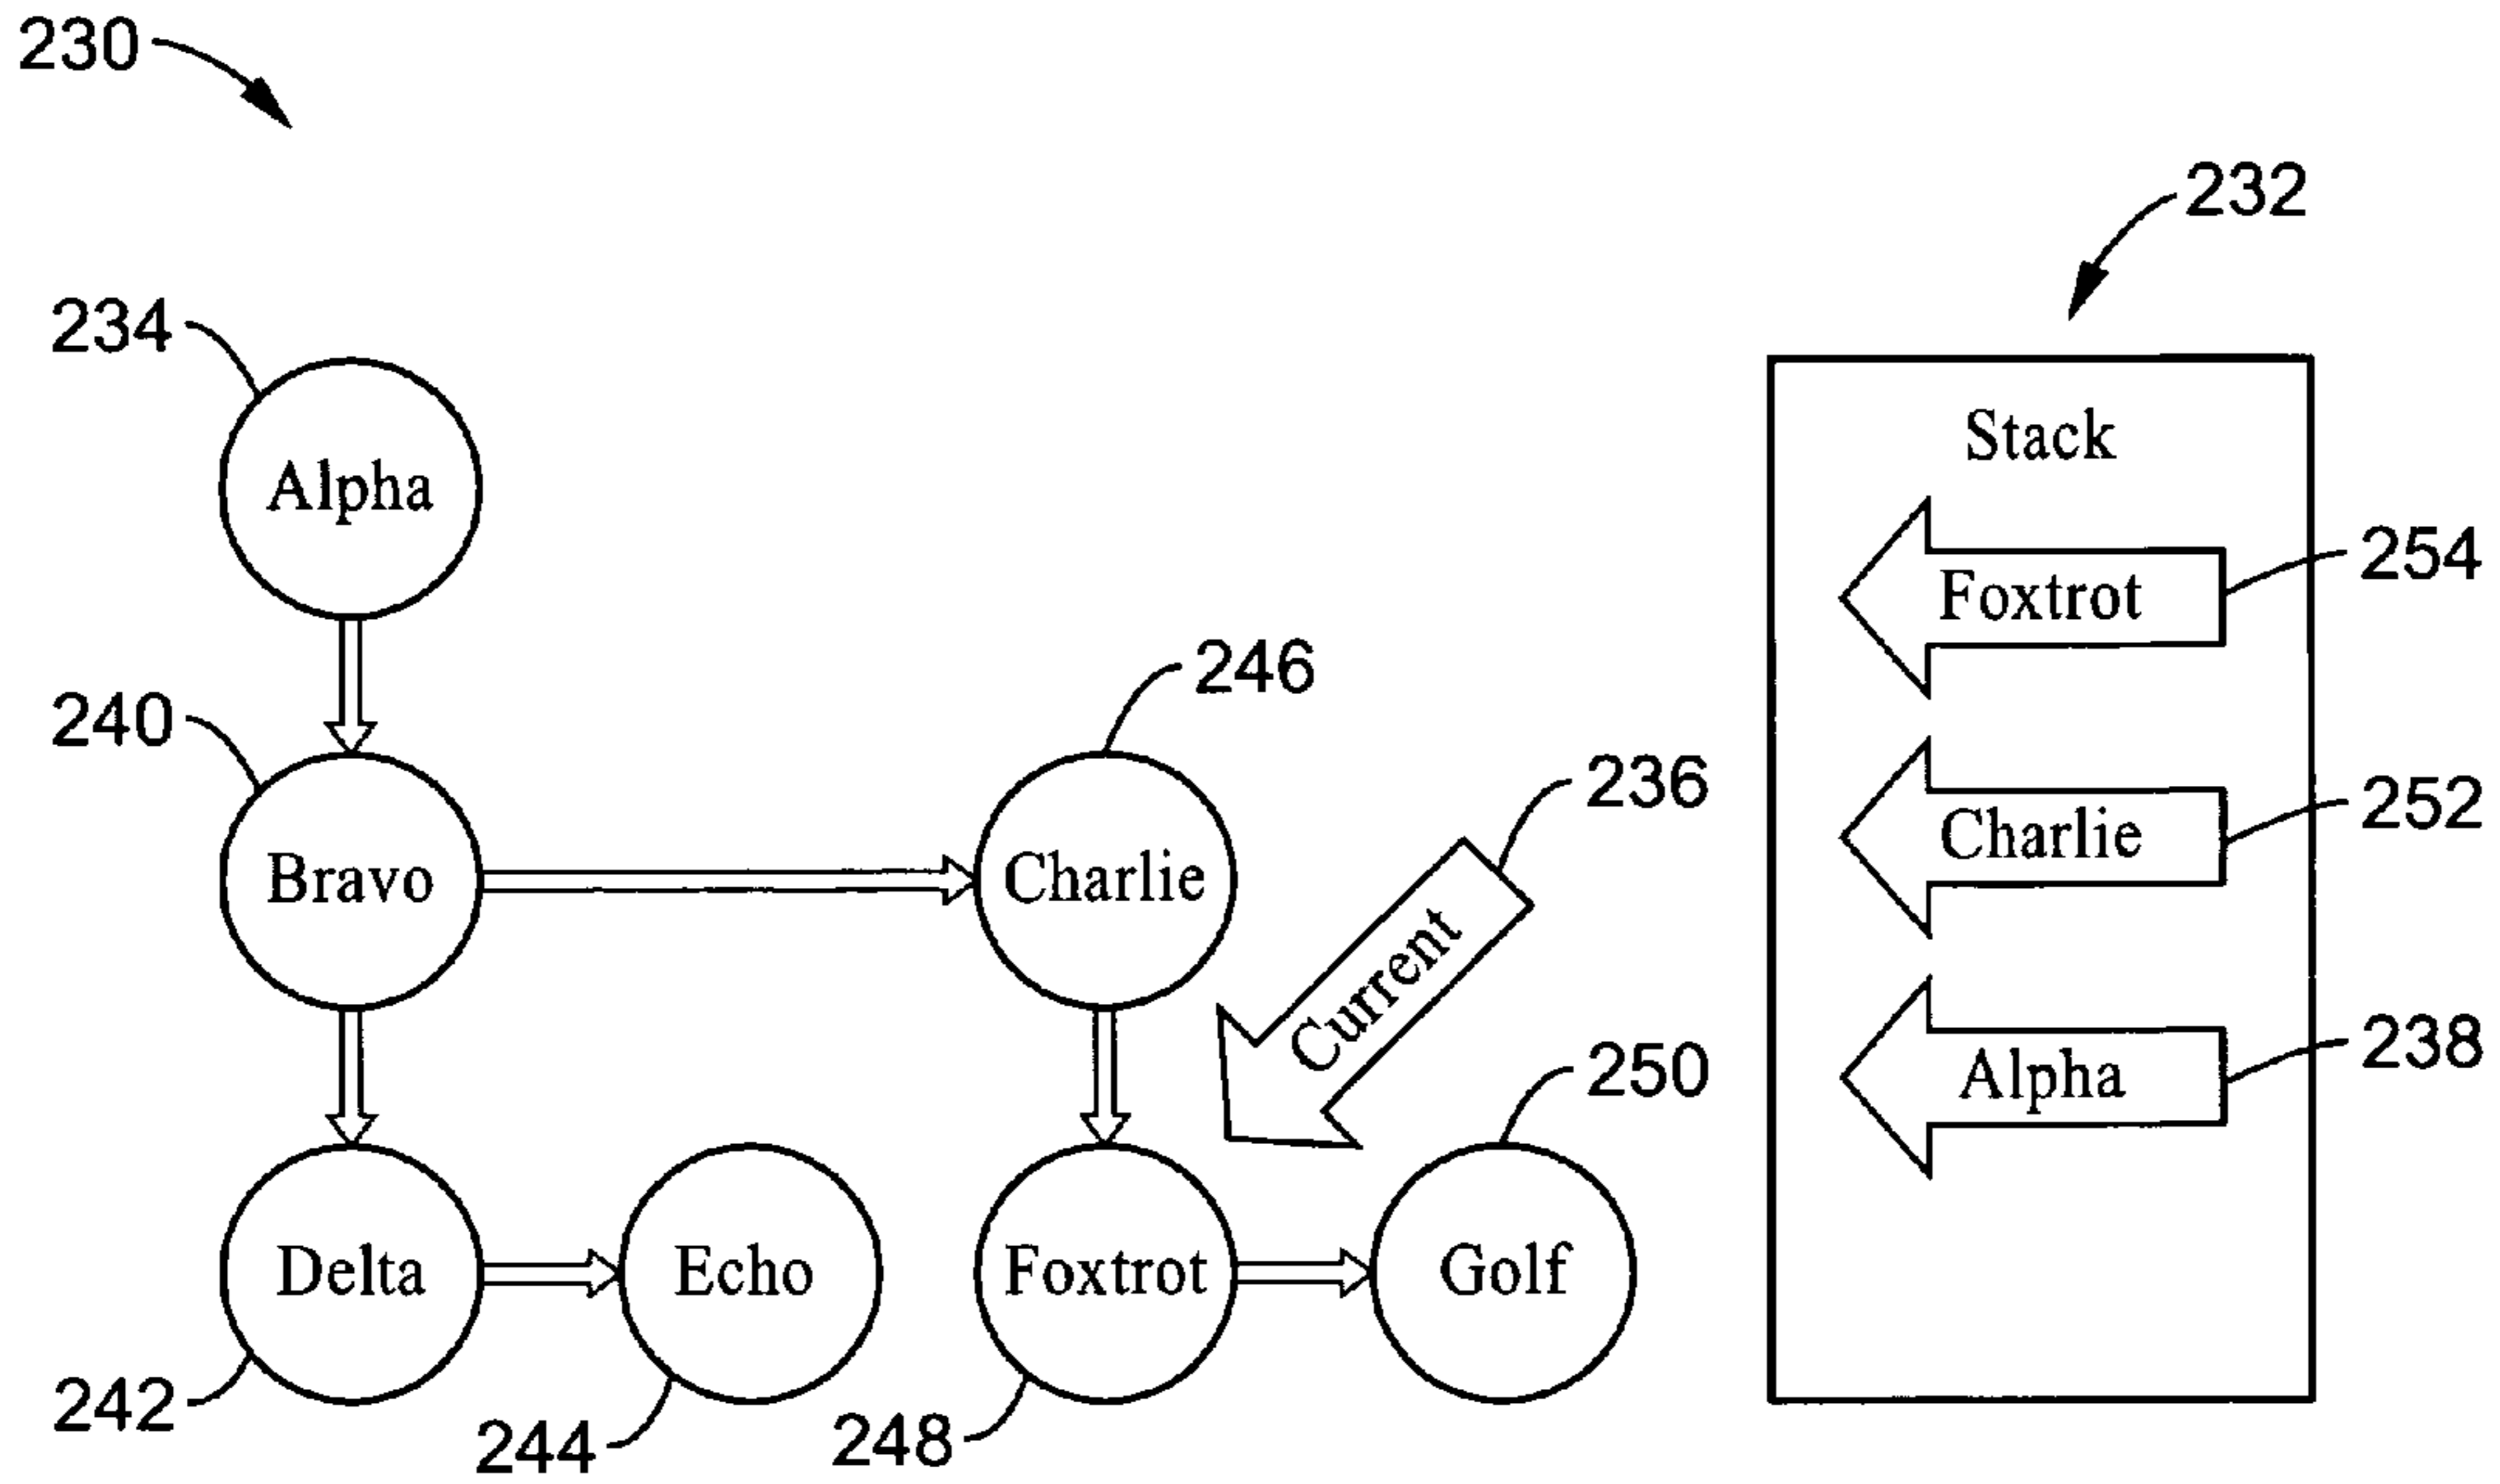 230
232
234
Alpha
Stack
Foxtrot
254
240
246
Bravo
Charlie
236
Current
Charlie
252
250
Alpha
238
Delta
Echo
Foxtrot
Golf
242
244
248